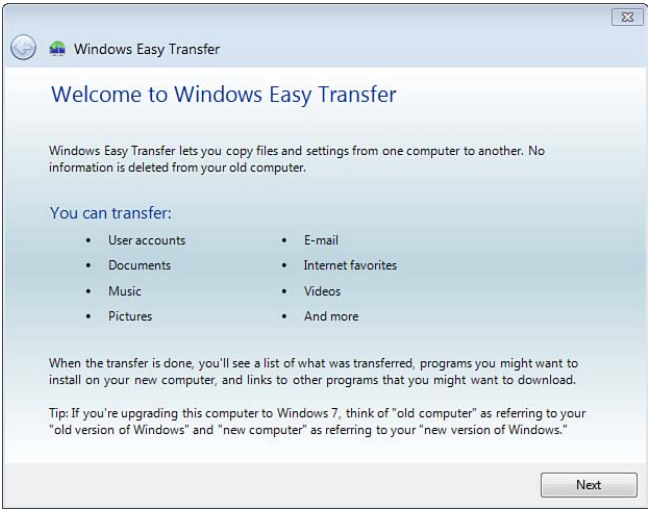 Windows Easy Transfer
Welcome to Windows Easy Transfer
Windows Easy Transfer lets you copy files and settings from one computer to another. No
information is deleted from your old computer.
You can transfer:
• User accounts
• Documents
• Music
• Pictures
• E-mail
• Internet favorites
• Videos
• And more
When the transfer is done, you'll see a list of what was transferred, programs you might want to
install on your new computer, and links to other programs that you might want to download.
Tip: If you're upgrading this computer to Windows 7, think of "old computer" as referring to your
"old version of Windows" and "new computer" as referring to your "new version of Windows."
Next